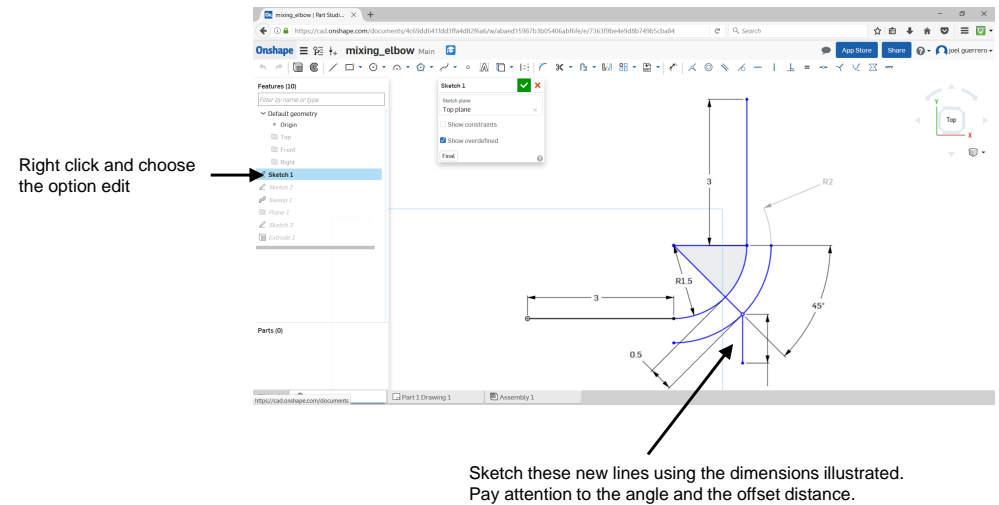 mixing_elbow | Part Studi... × +
https://cad.onshape.com/documents/4c69dd641fdd3ffa4d82f6a6/w/abaed15987b3b05406abf6fe/e/7363f9be4e9d8b749b5cba84
Search
Onshape mixing_elbow Main
App Store Share joel guerrero
Features (10)
Filter by name or type
Default geometry
Origin
Top
Front
Right
Sketch 1
Sketch 2
Sweep 1
Plane 1
Sketch 3
Extrude 1
Parts (0)
Sketch 1
Sketch plane
Top plane
Show constraints
Show overdefined
Final
Y
Top
X
3
R2
R1.5
3
45°
0.5
https://cad.onshape.com/documents
Part 1 Drawing 1
Assembly 1
Right click and choose
the option edit
Sketch these new lines using the dimensions illustrated.
Pay attention to the angle and the offset distance.